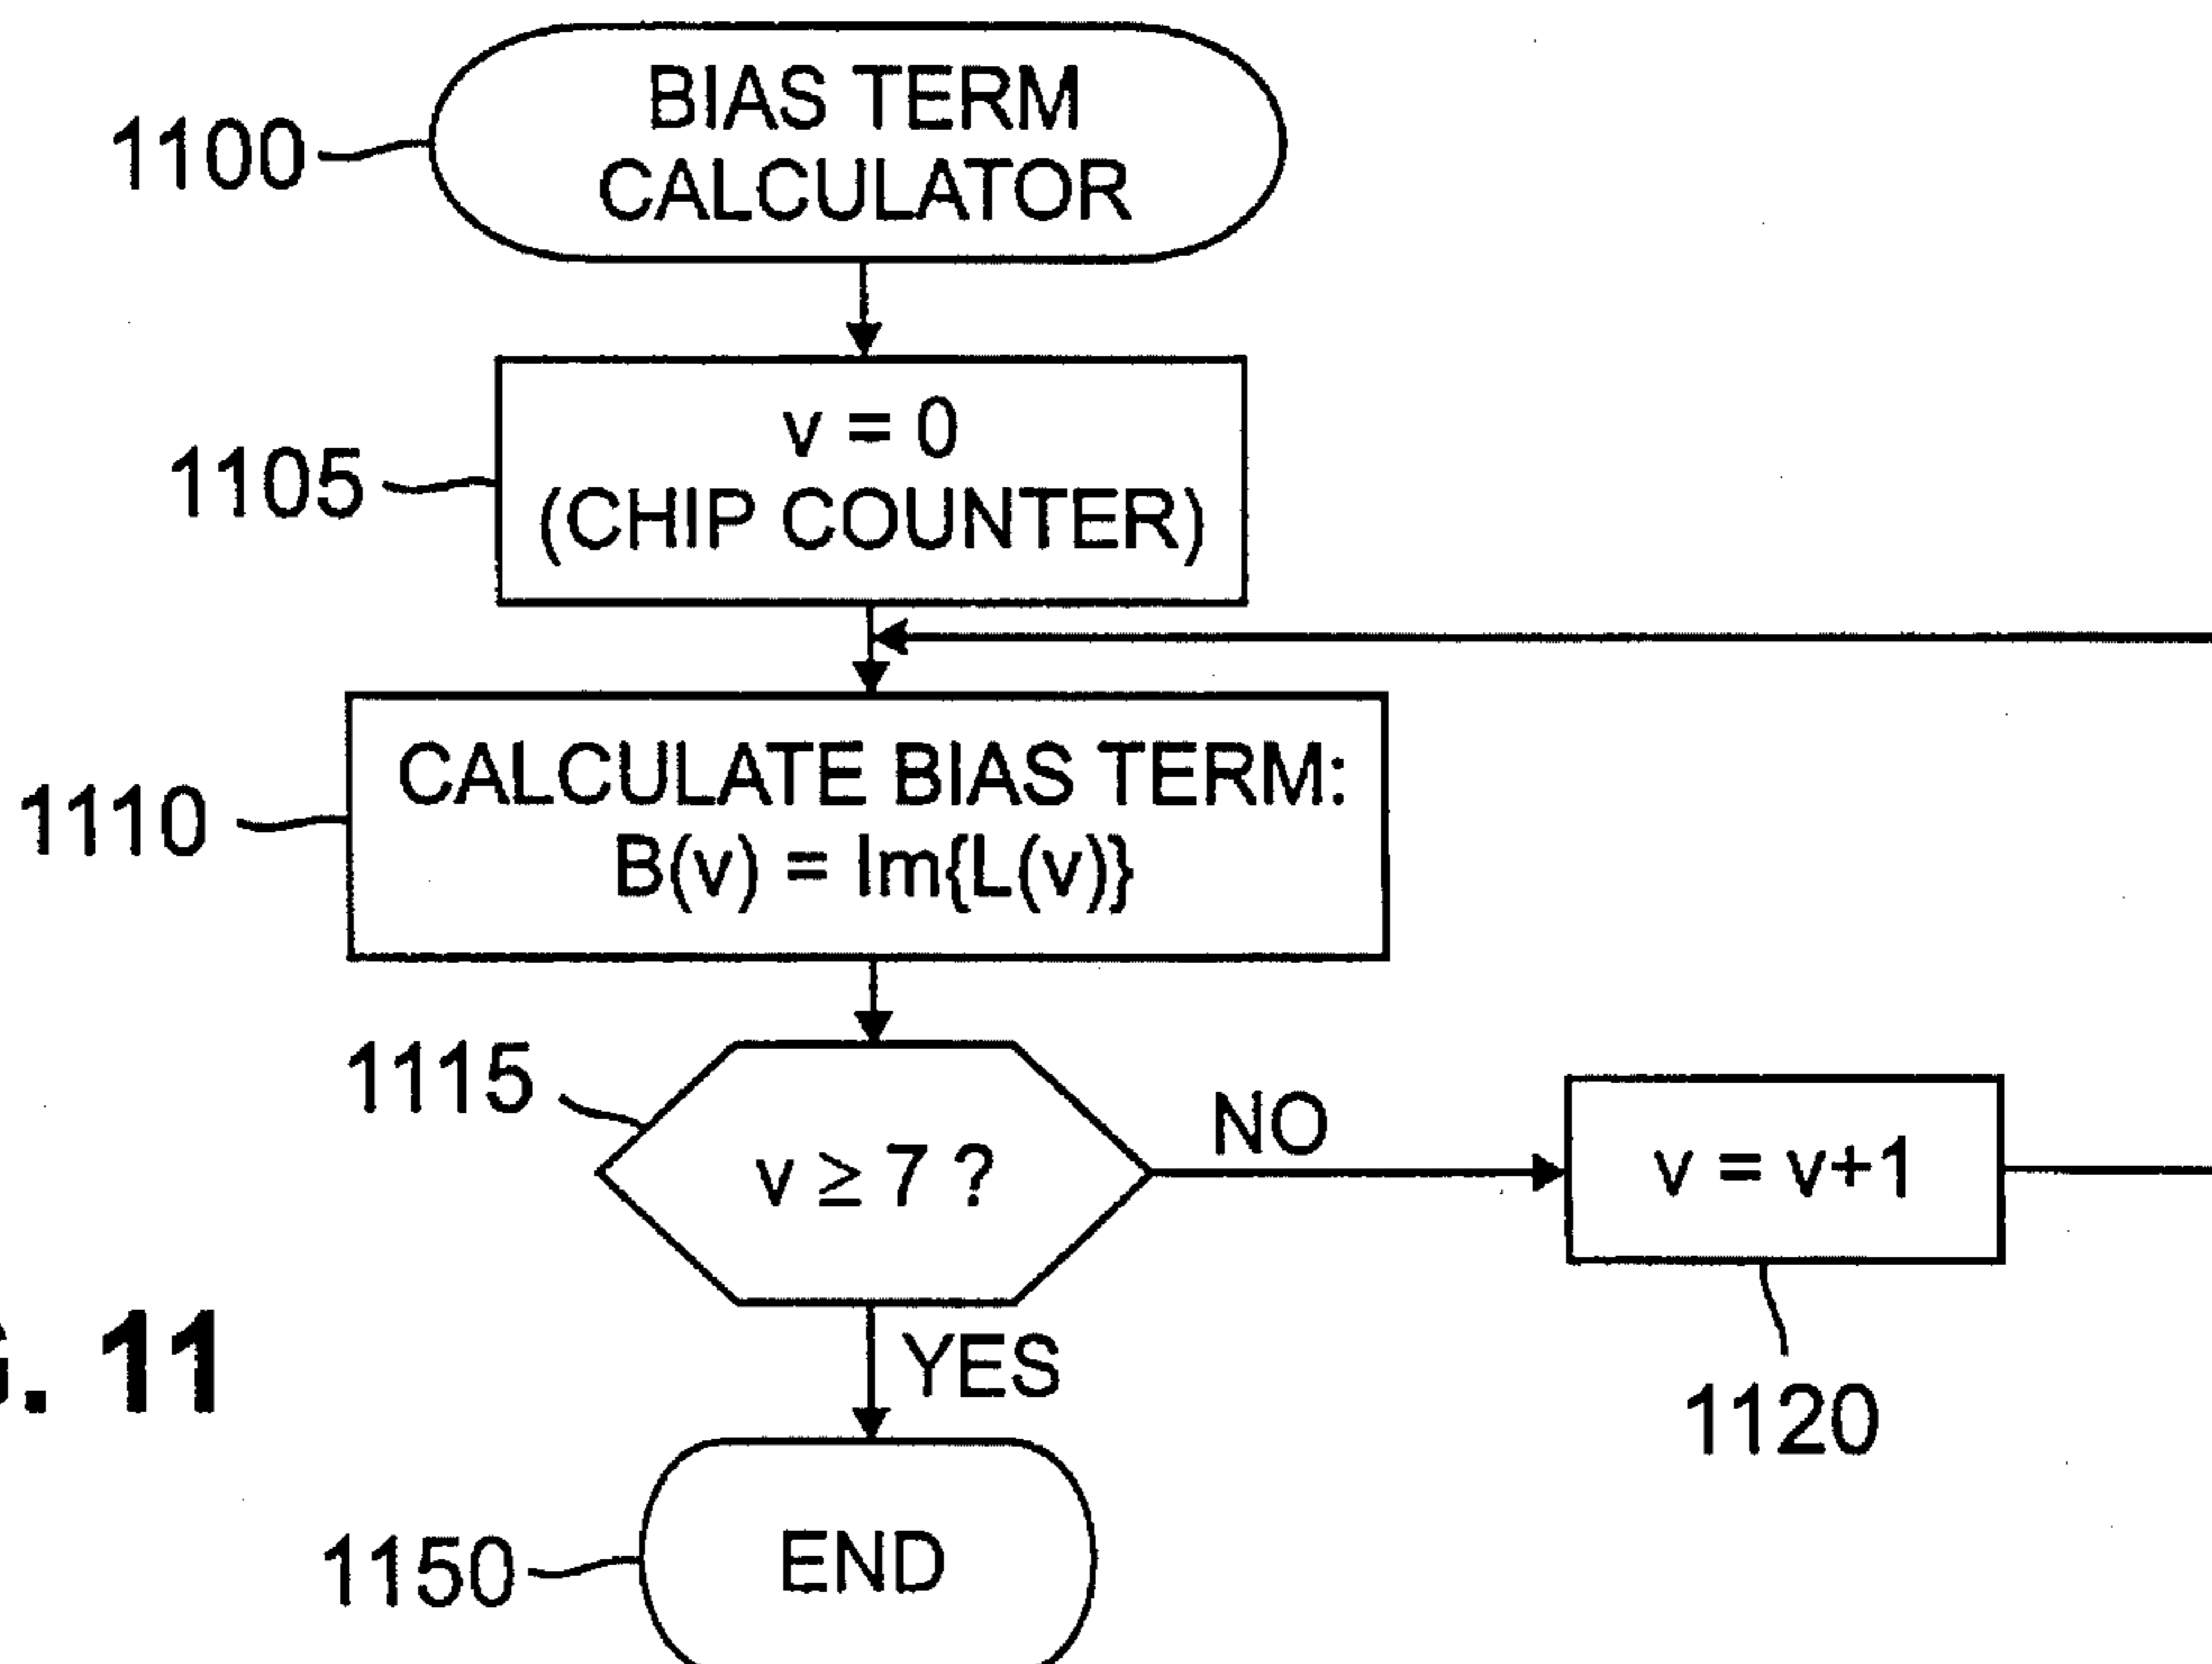 BIAS TERM
CALCULATOR
1100
v = 0
(CHIP COUNTER)
1105
CALCULATE BIAS TERM:
B(v) = Im{L(v)}
1110
1115
v ≥ 7 ?
NO
v = v+1
1120
YES
. 11
END
1150